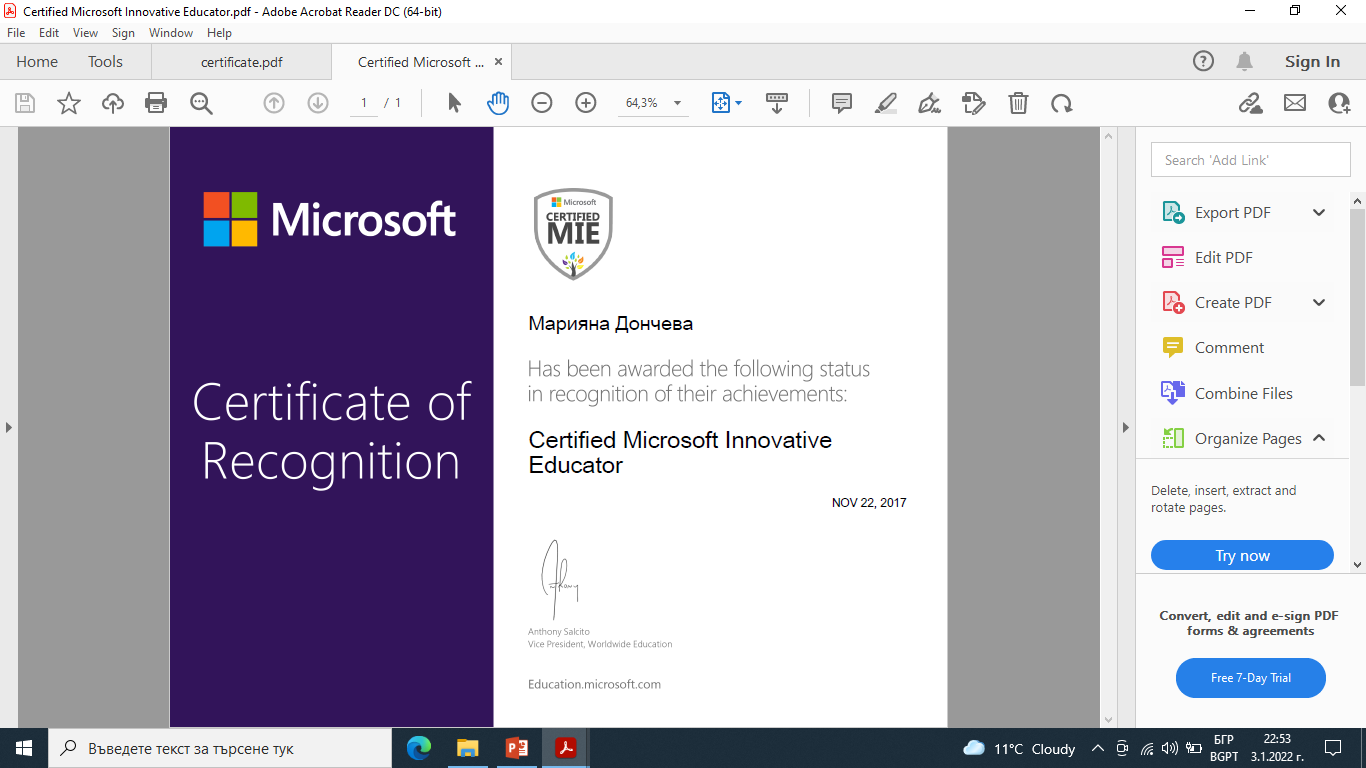 Certified Microsoft Innovative Educator.pdf - Adobe Acrobat Reader DC (64-bit)
File Edit View Sign Window Help
Home Tools certificate.pdf Certified Microsoft ... × Sign In
1 / 1 64,3%
Microsoft
Certificate of
Recognition
Microsoft
CERTIFIED
MIE
Марияна Дончева
Has been awarded the following status
in recognition of their achievements:
Certified Microsoft Innovative
Educator
NOV 22, 2017
Anthony
Anthony Salcito
Vice President, Worldwide Education
Education.microsoft.com
Search 'Add Link'
Export PDF
Edit PDF
Create PDF
Comment
Combine Files
Organize Pages
Delete, insert, extract and
rotate pages.
Try now
Convert, edit and e-sign PDF
forms & agreements
Free 7-Day Trial
Въведете текст за търсене тук
11°C Cloudy
БГР
BGPT
22:53
3.1.2022 г.